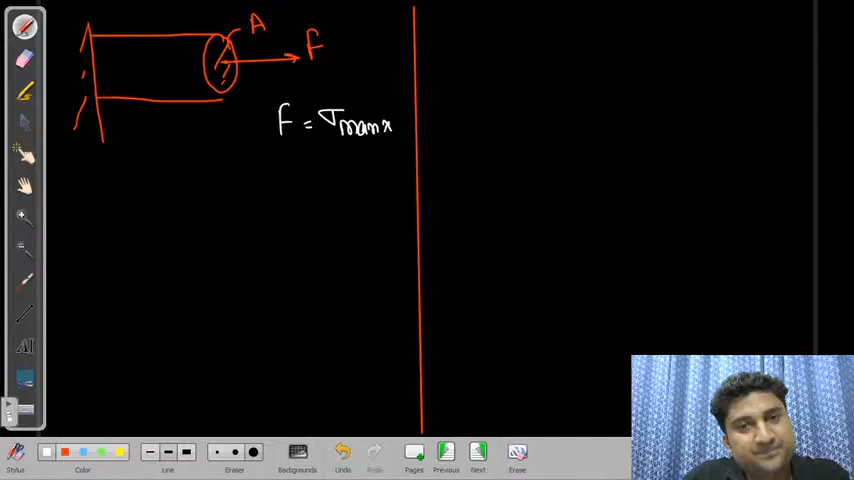 A
F
F = σmax
Stylus
Color
Line
Eraser
Backgrounds
Undo
Redo
Pages
Previous
Next
Erase